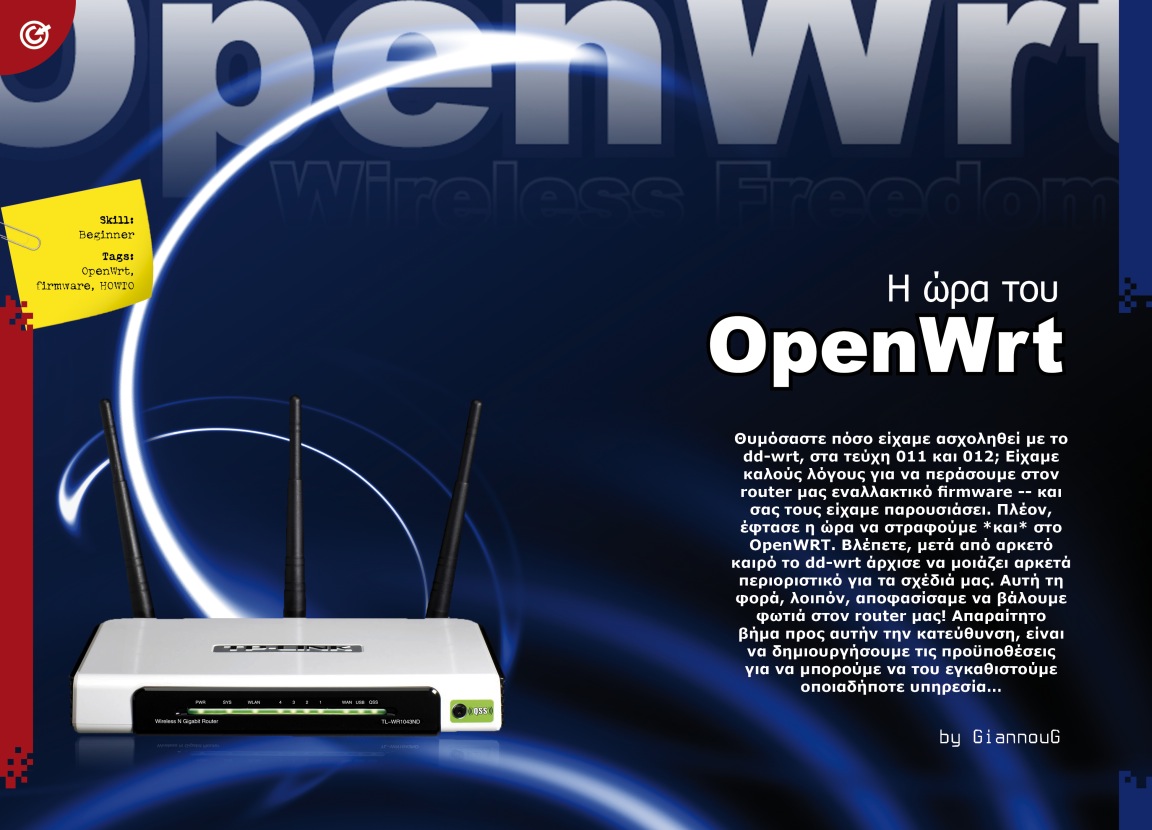 OpenWrt
Wireless Freedom
Skill:
Beginner
Tags:
OpenWrt,
firmware, HOWTO
Η ώρα του
OpenWrt
Θυμόσαστε πόσο είχαμε ασχοληθεί με το
dd-wrt, στα τεύχη 011 και 012; Είχαμε
καλούς λόγους για να περάσουμε στον
router μας εναλλακτικό firmware -- και
σας τους είχαμε παρουσιάσει. Πλέον,
έφτασε η ώρα να στραφούμε *και* στο
OpenWRT. Βλέπετε, μετά από αρκετό
καιρό το dd-wrt άρχισε να μοιάζει αρκετά
περιοριστικό για τα σχέδιά μας. Αυτή τη
φορά, λοιπόν, αποφασίσαμε να βάλουμε
φωτιά στον router μας! Απαραίτητο
βήμα προς αυτήν την κατεύθυνση, είναι
να δημιουργήσουμε τις προϋποθέσεις
για να μπορούμε να του εγκαθιστούμε
οποιαδήποτε υπηρεσία...
by GiannouG
TP-LINK
PWR SYS WLAN 4 3 2 1 WAN USB QSS
QSS
Wireless N Gigabit Router
TL-WR1043ND